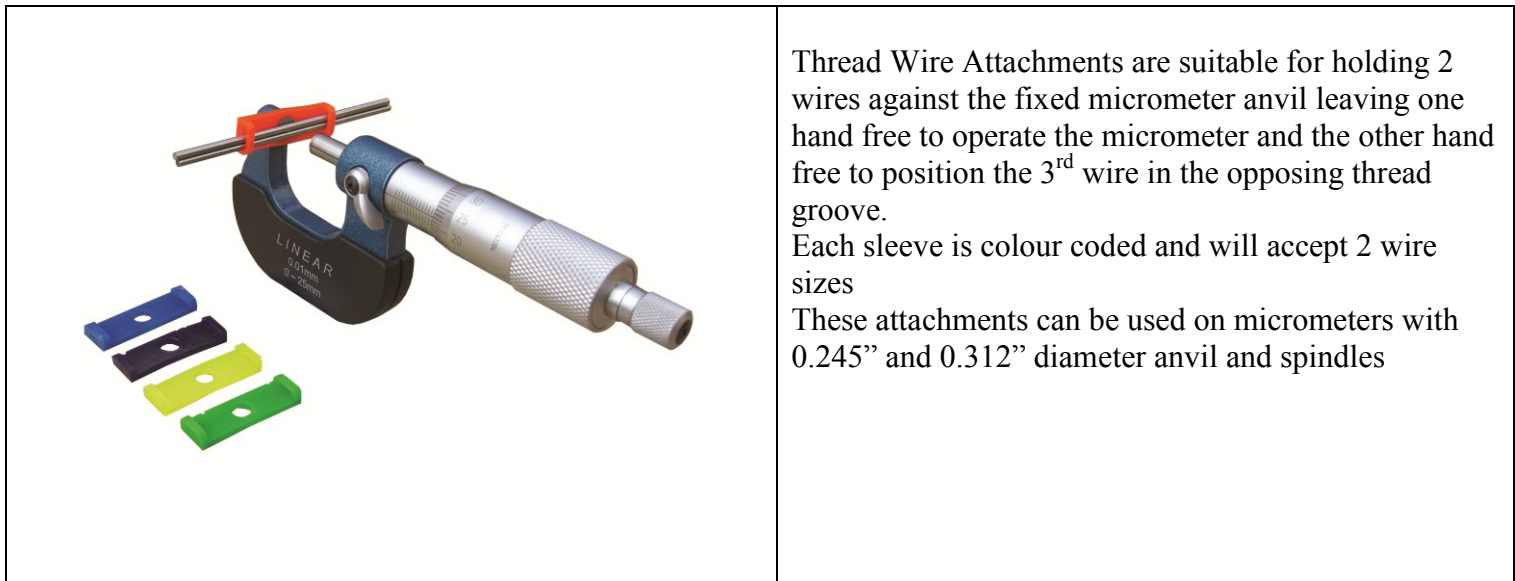 LINEAR
0.01mm
0-25mm
20
Thread Wire Attachments are suitable for holding 2
wires against the fixed micrometer anvil leaving one
hand free to operate the micrometer and the other hand
free to position the 3rd wire in the opposing thread
groove.
Each sleeve is colour coded and will accept 2 wire
sizes
These attachments can be used on micrometers with
0.245” and 0.312” diameter anvil and spindles